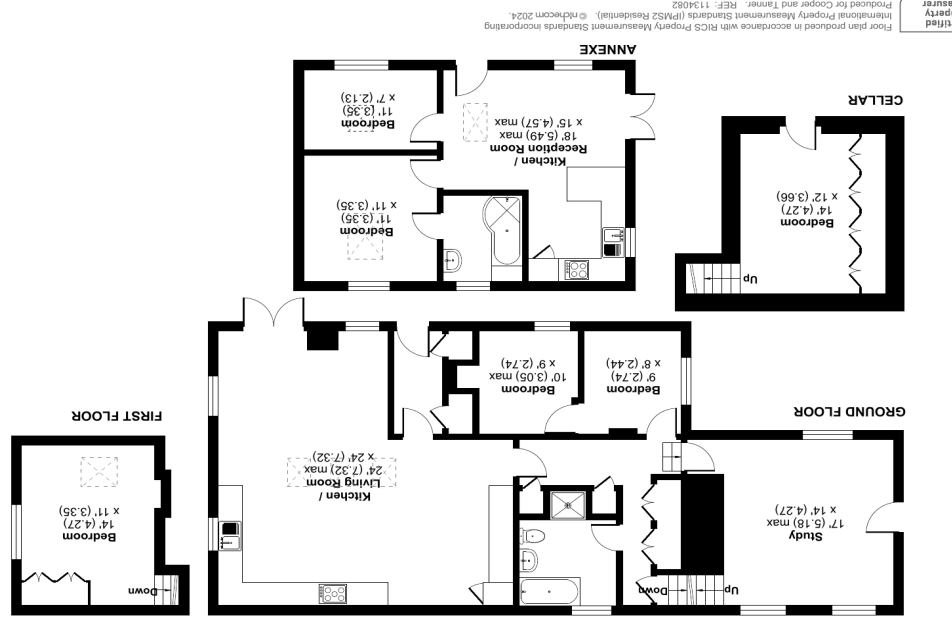 Up
Down
Down
Study
17' (5.18) max
x 14' (4.27)
Kitchen /
Living Room
24' (7.32) max
x 24' (7.32)
Bedroom
14' (4.27)
x 11' (3.35)
GROUND FLOOR
FIRST FLOOR
Bedroom
9' (2.74)
x 8' (2.44)
Bedroom
10' (3.05) max
x 9' (2.74)
Up
Bedroom
14' (4.27)
x 12' (3.66)
CELLAR
Bedroom
11' (3.35)
x 11' (3.35)
Kitchen /
Reception Room
18' (5.49) max
x 15' (4.57) max
Bedroom
11' (3.35)
x 7' (2.13)
ANNEXE
Floor plan produced in accordance with RICS Property Measurement Standards incorporating
International Property Measurement Standards (IPMS2 Residential). © nichecom 2024.
Produced for Cooper and Tanner. REF: 1134082